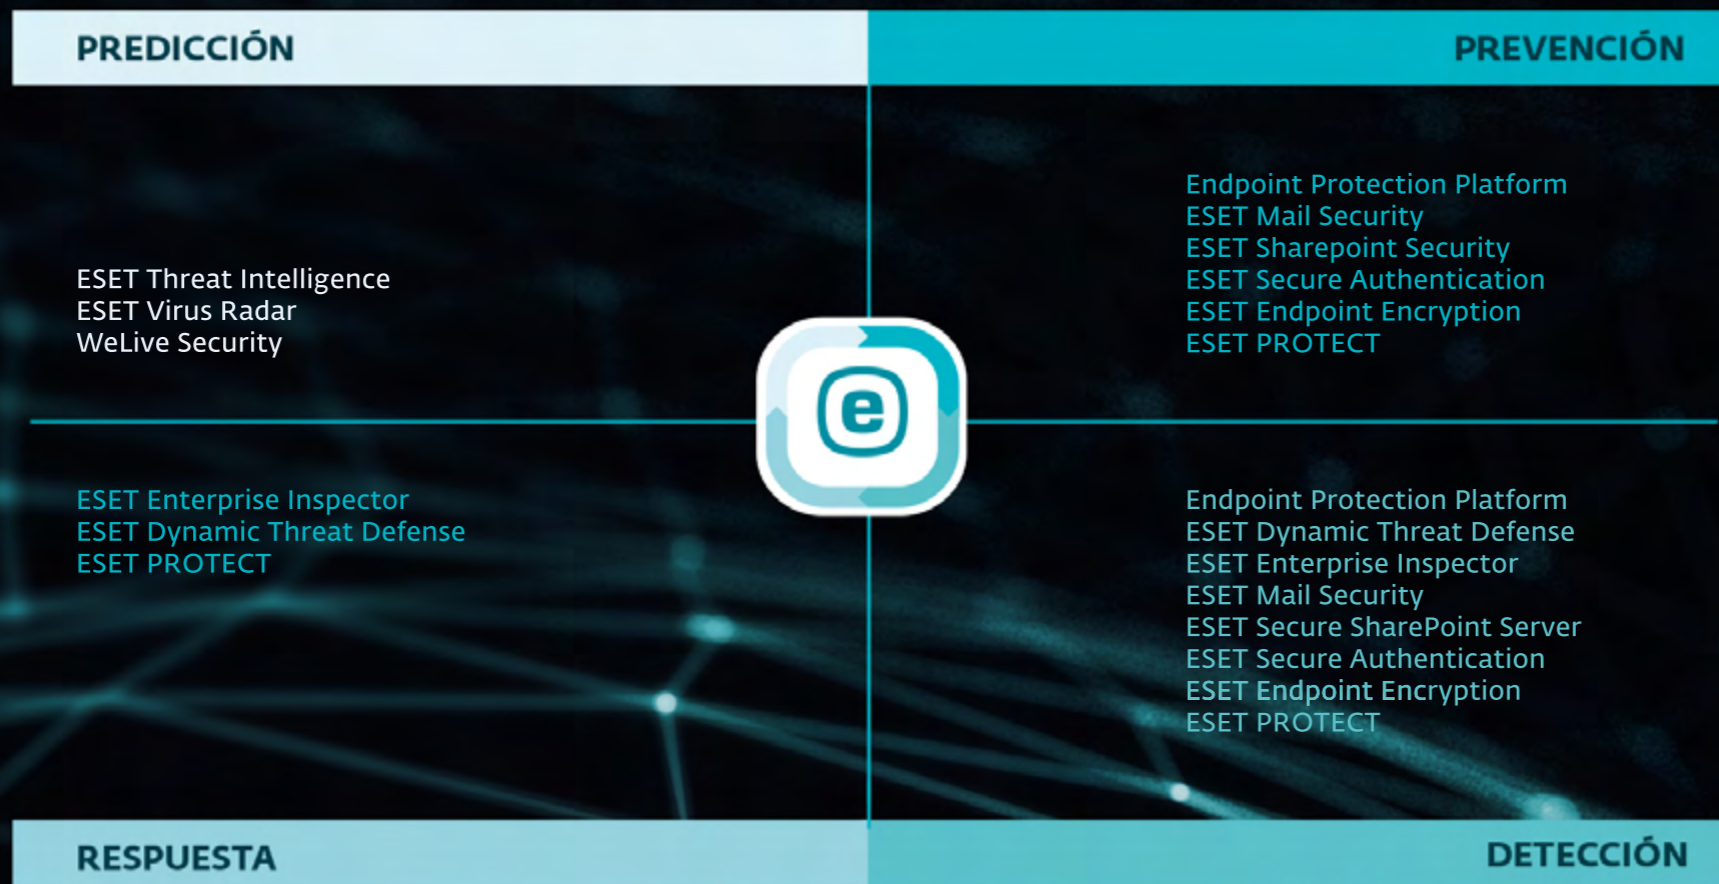 PREDICCIÓN
PREVENCIÓN
ESET Threat Intelligence
ESET Virus Radar
WeLive Security
Endpoint Protection Platform
ESET Mail Security
ESET Sharepoint Security
ESET Secure Authentication
ESET Endpoint Encryption
ESET PROTECT
e
ESET Enterprise Inspector
ESET Dynamic Threat Defense
ESET PROTECT
Endpoint Protection Platform
ESET Dynamic Threat Defense
ESET Enterprise Inspector
ESET Mail Security
ESET Secure SharePoint Server
ESET Secure Authentication
ESET Endpoint Encryption
ESET PROTECT
RESPUESTA
DETECCIÓN